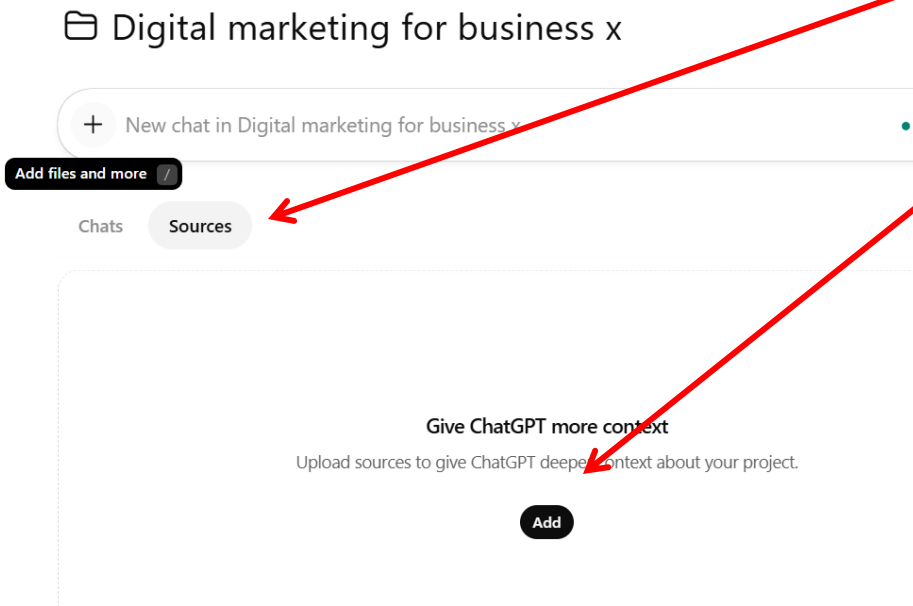 Digital marketing for business x
New chat in Digital marketing for business x
Add files and more /
Chats Sources
Give ChatGPT more context
Upload sources to give ChatGPT deeper context about your project.
Add